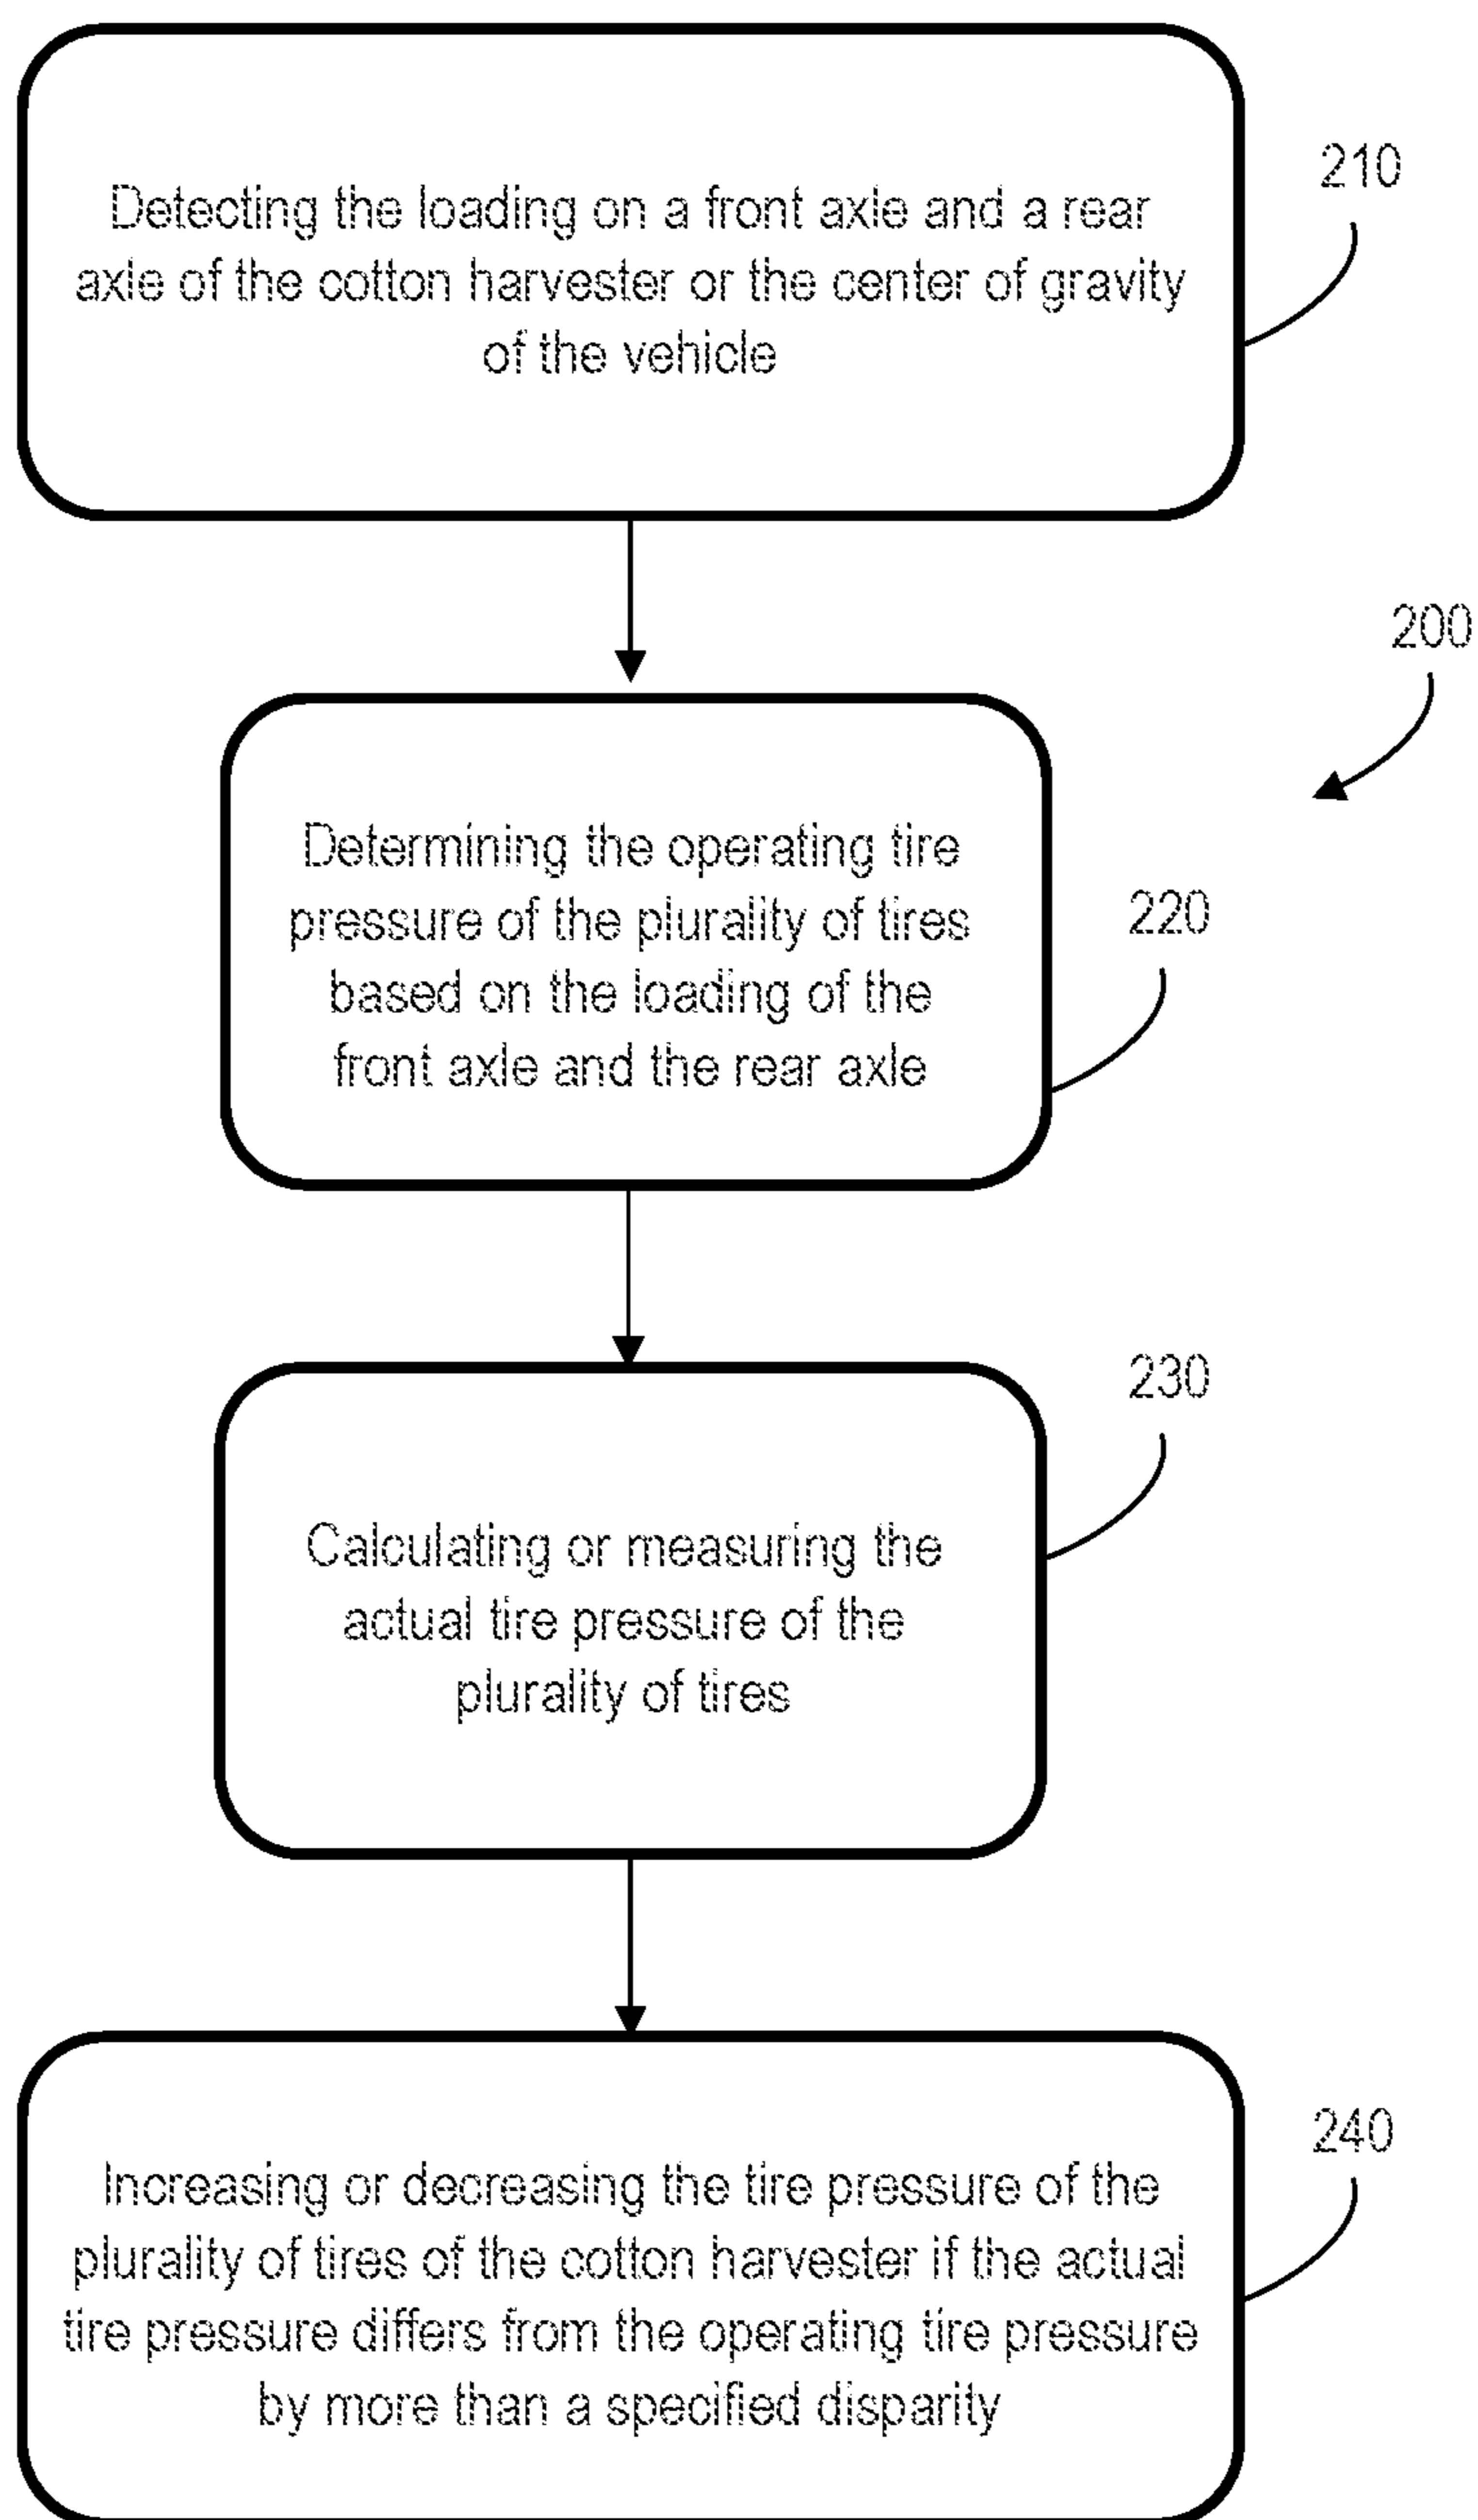 Detecting the loading on a front axle and a rear
axle of the cotton harvester or the center of gravity
of the vehicle
210
200
Determining the operating tire
pressure of the plurality of tires
based on the loading of the
front axle and the rear axle
220
230
Calculating or measuring the
actual tire pressure of the
plurality of tires
240
Increasing or decreasing the tire pressure of the
plurality of tires of the cotton harvester if the actual
tire pressure differs from the operating tire pressure
by more than a specified disparity